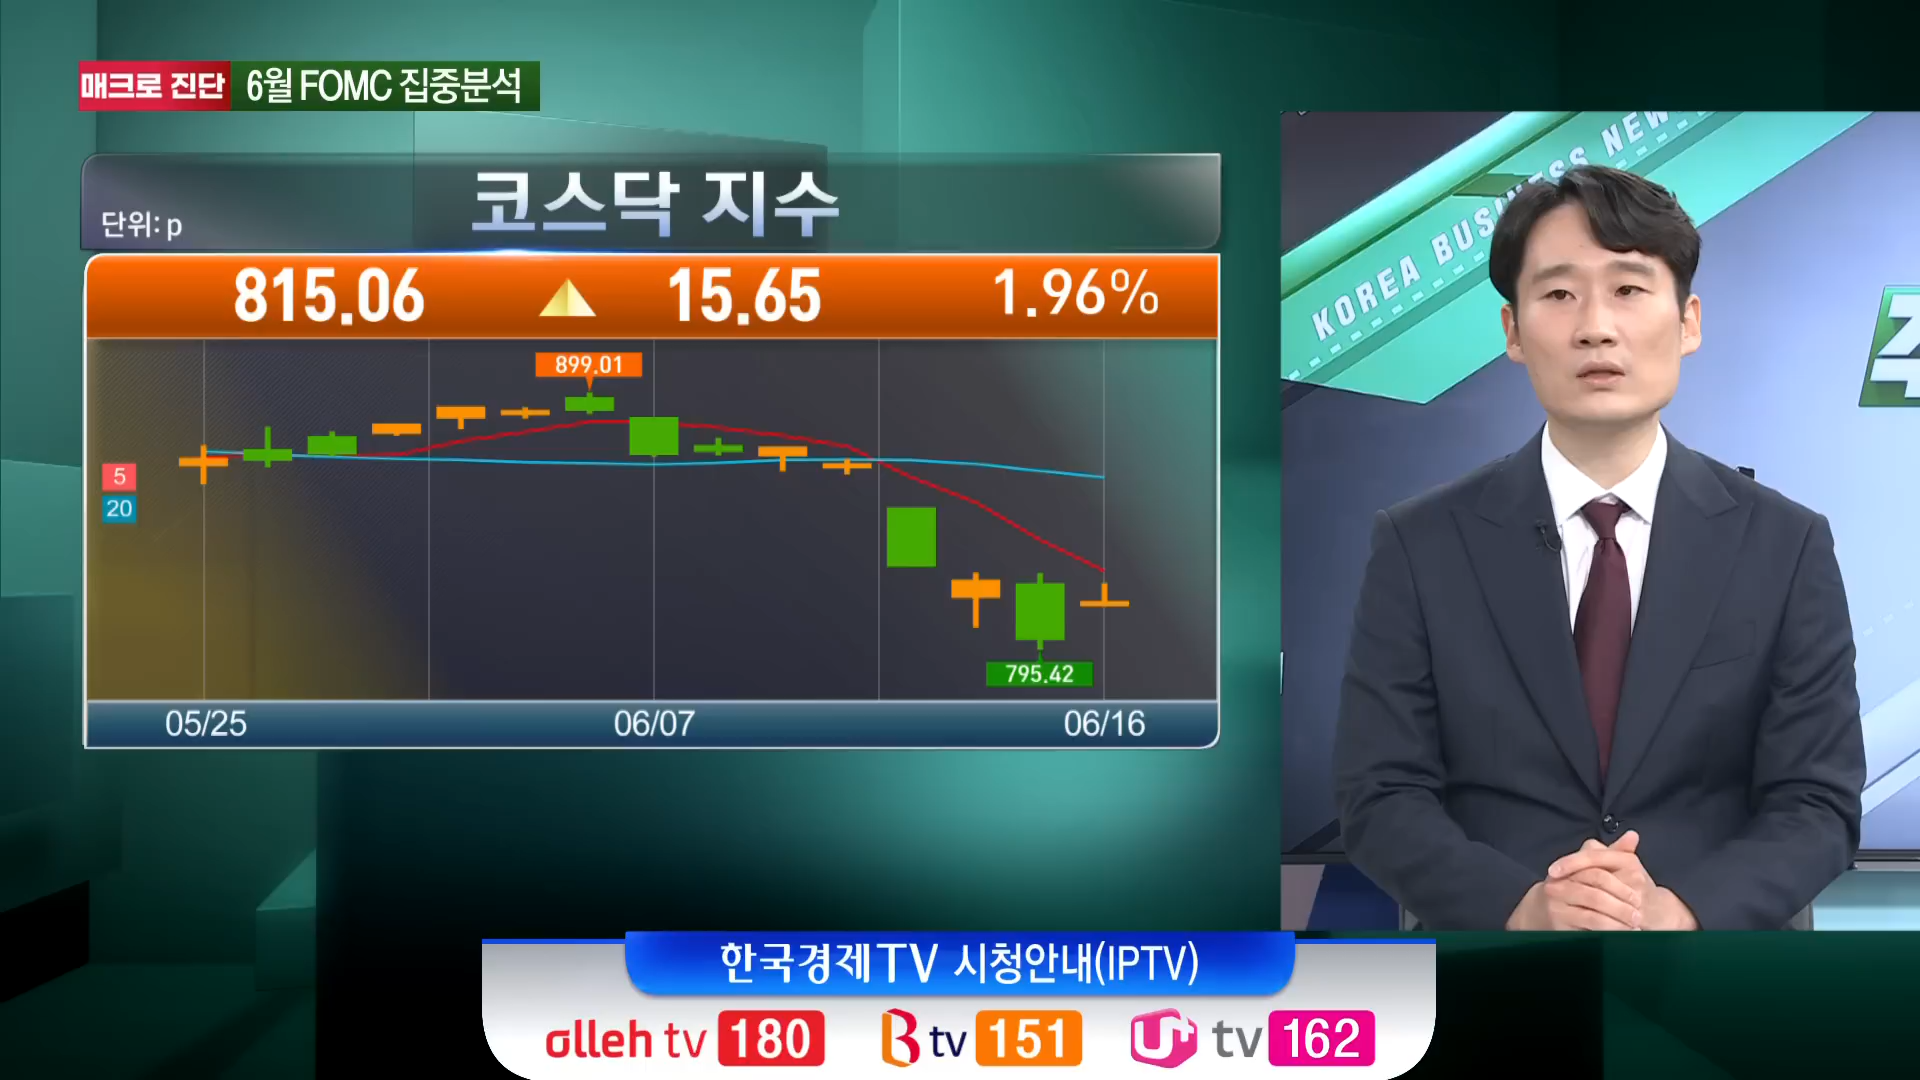 매크로 진단 6월 FOMC 집중분석
코스닥 지수
단위: p
815.06 15.65 1.96%
899.01
5
20
795.42
05/25 06/07 06/16
KOREA BUSINESS NEW
한국경제TV 시청안내(IPTV)
olleh tv 180 B tv 151 U+ tv 162